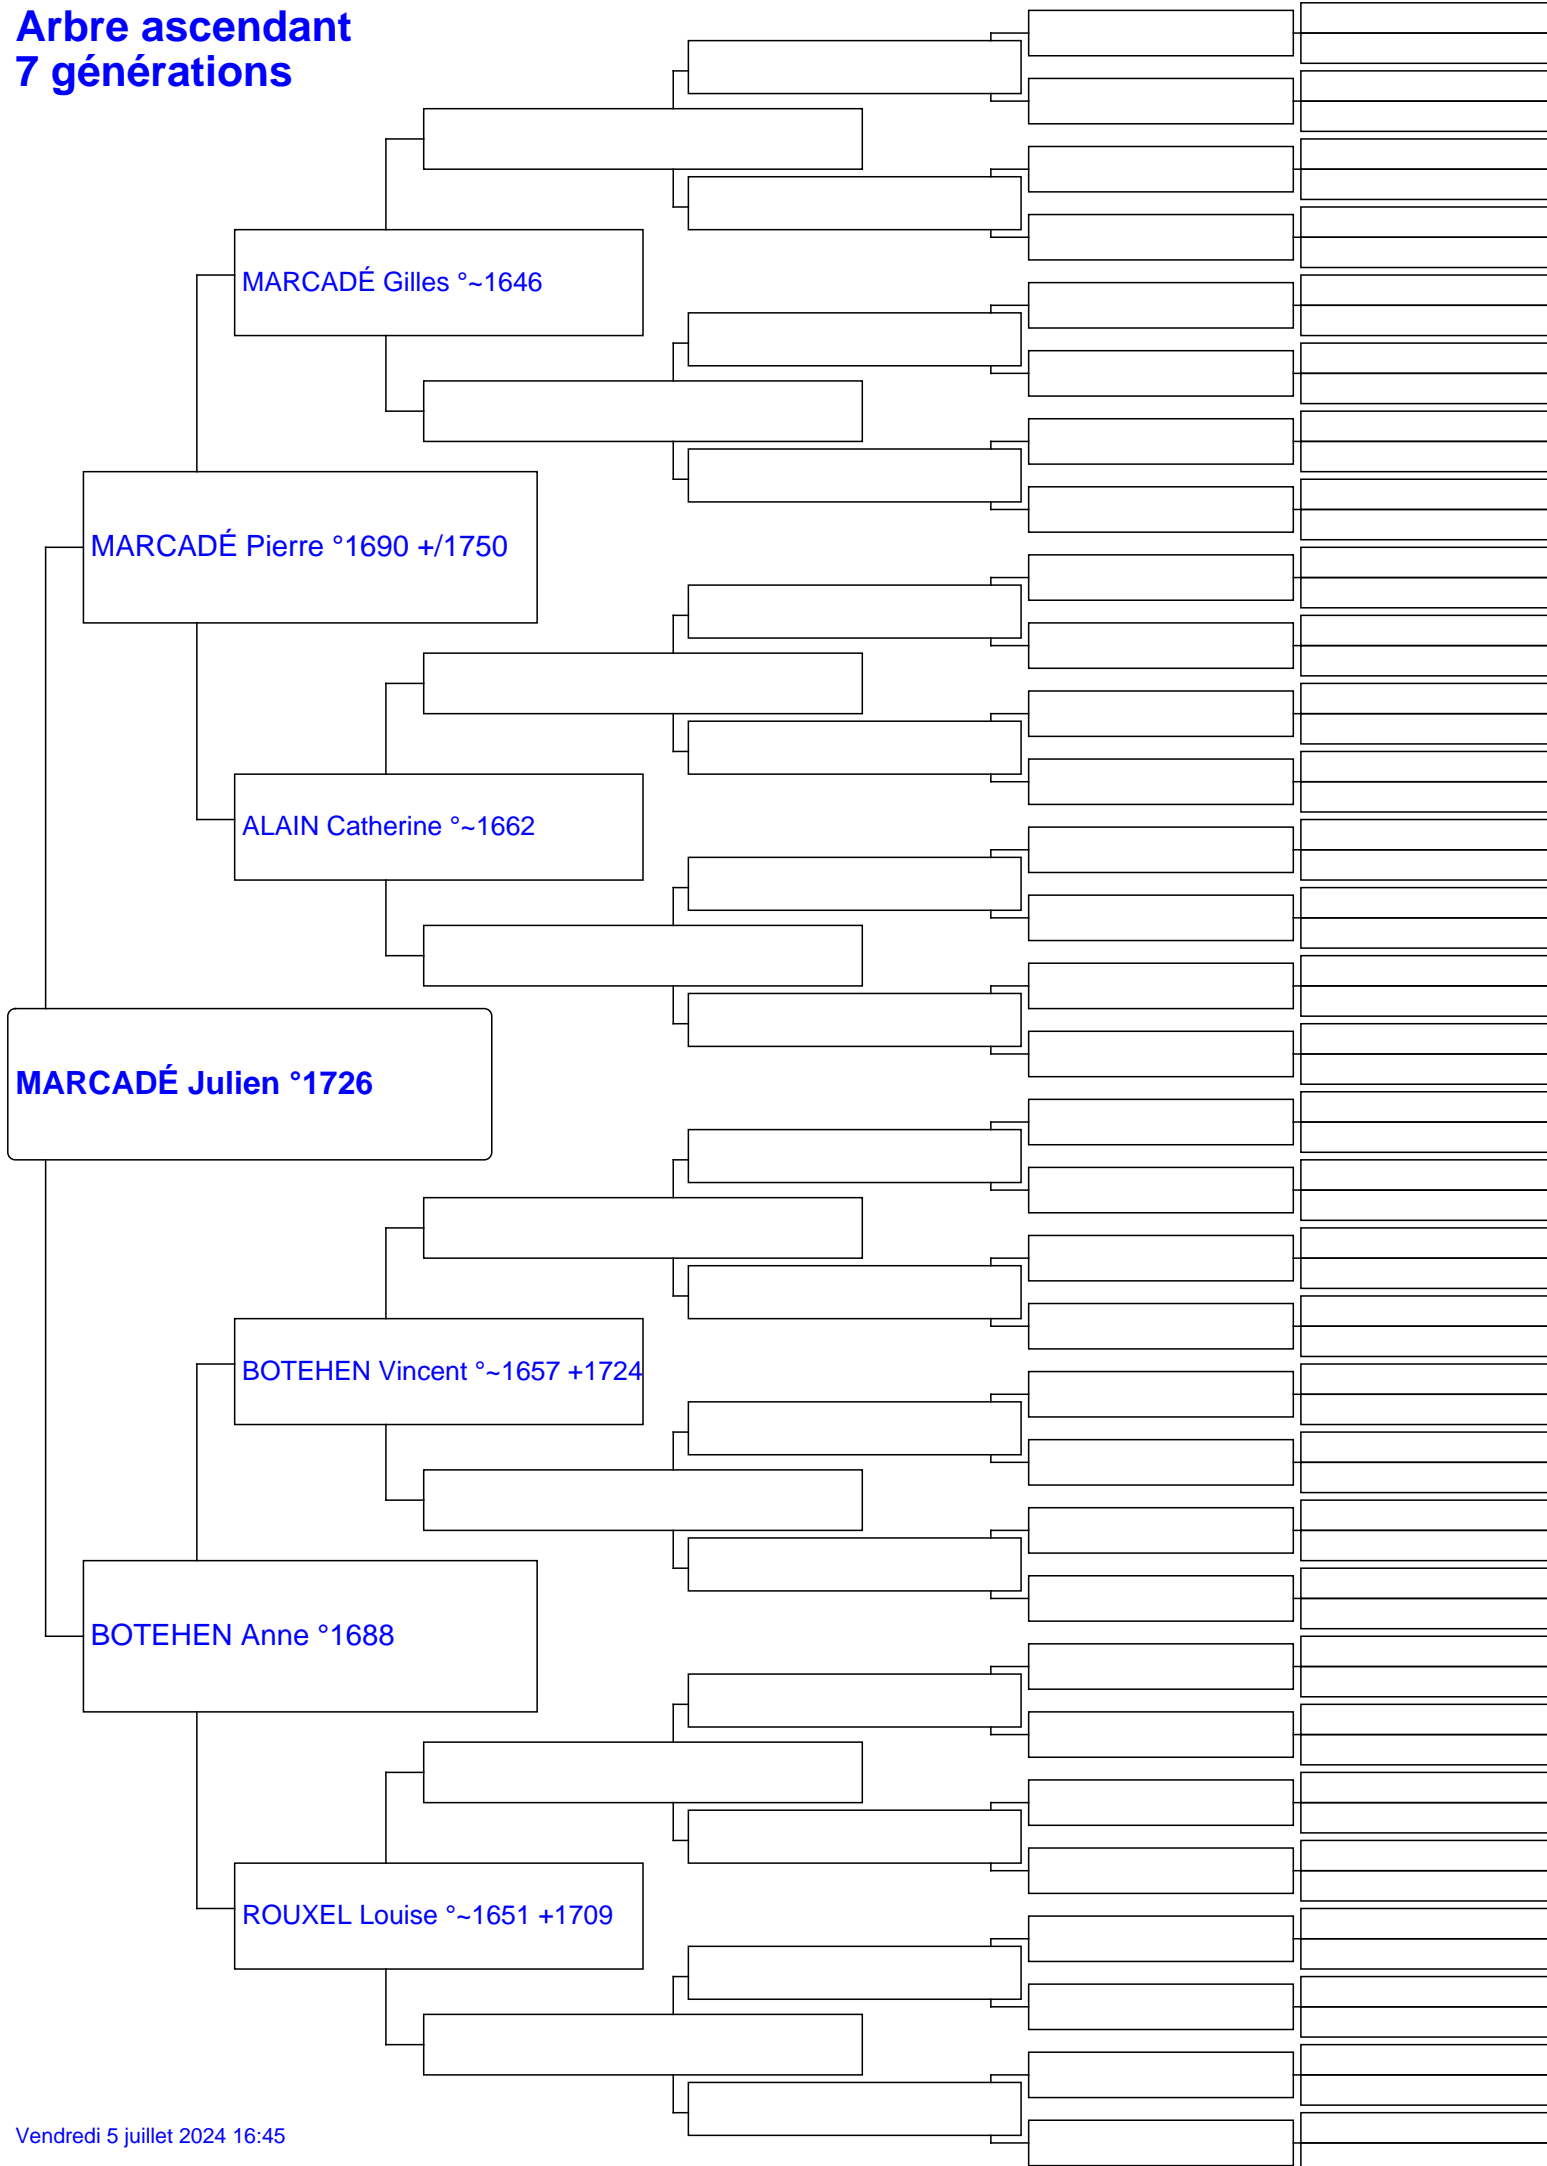 Arbre ascendant
7 générations
MARCADÉ Gilles °~1646
MARCADÉ Pierre °1690 +/1750
ALAIN Catherine °~1662
MARCADÉ Julien °1726
BOTEHEN Vincent °~1657 +1724
BOTEHEN Anne °1688
ROUXEL Louise °~1651 +1709
Vendredi 5 juillet 2024 16:45